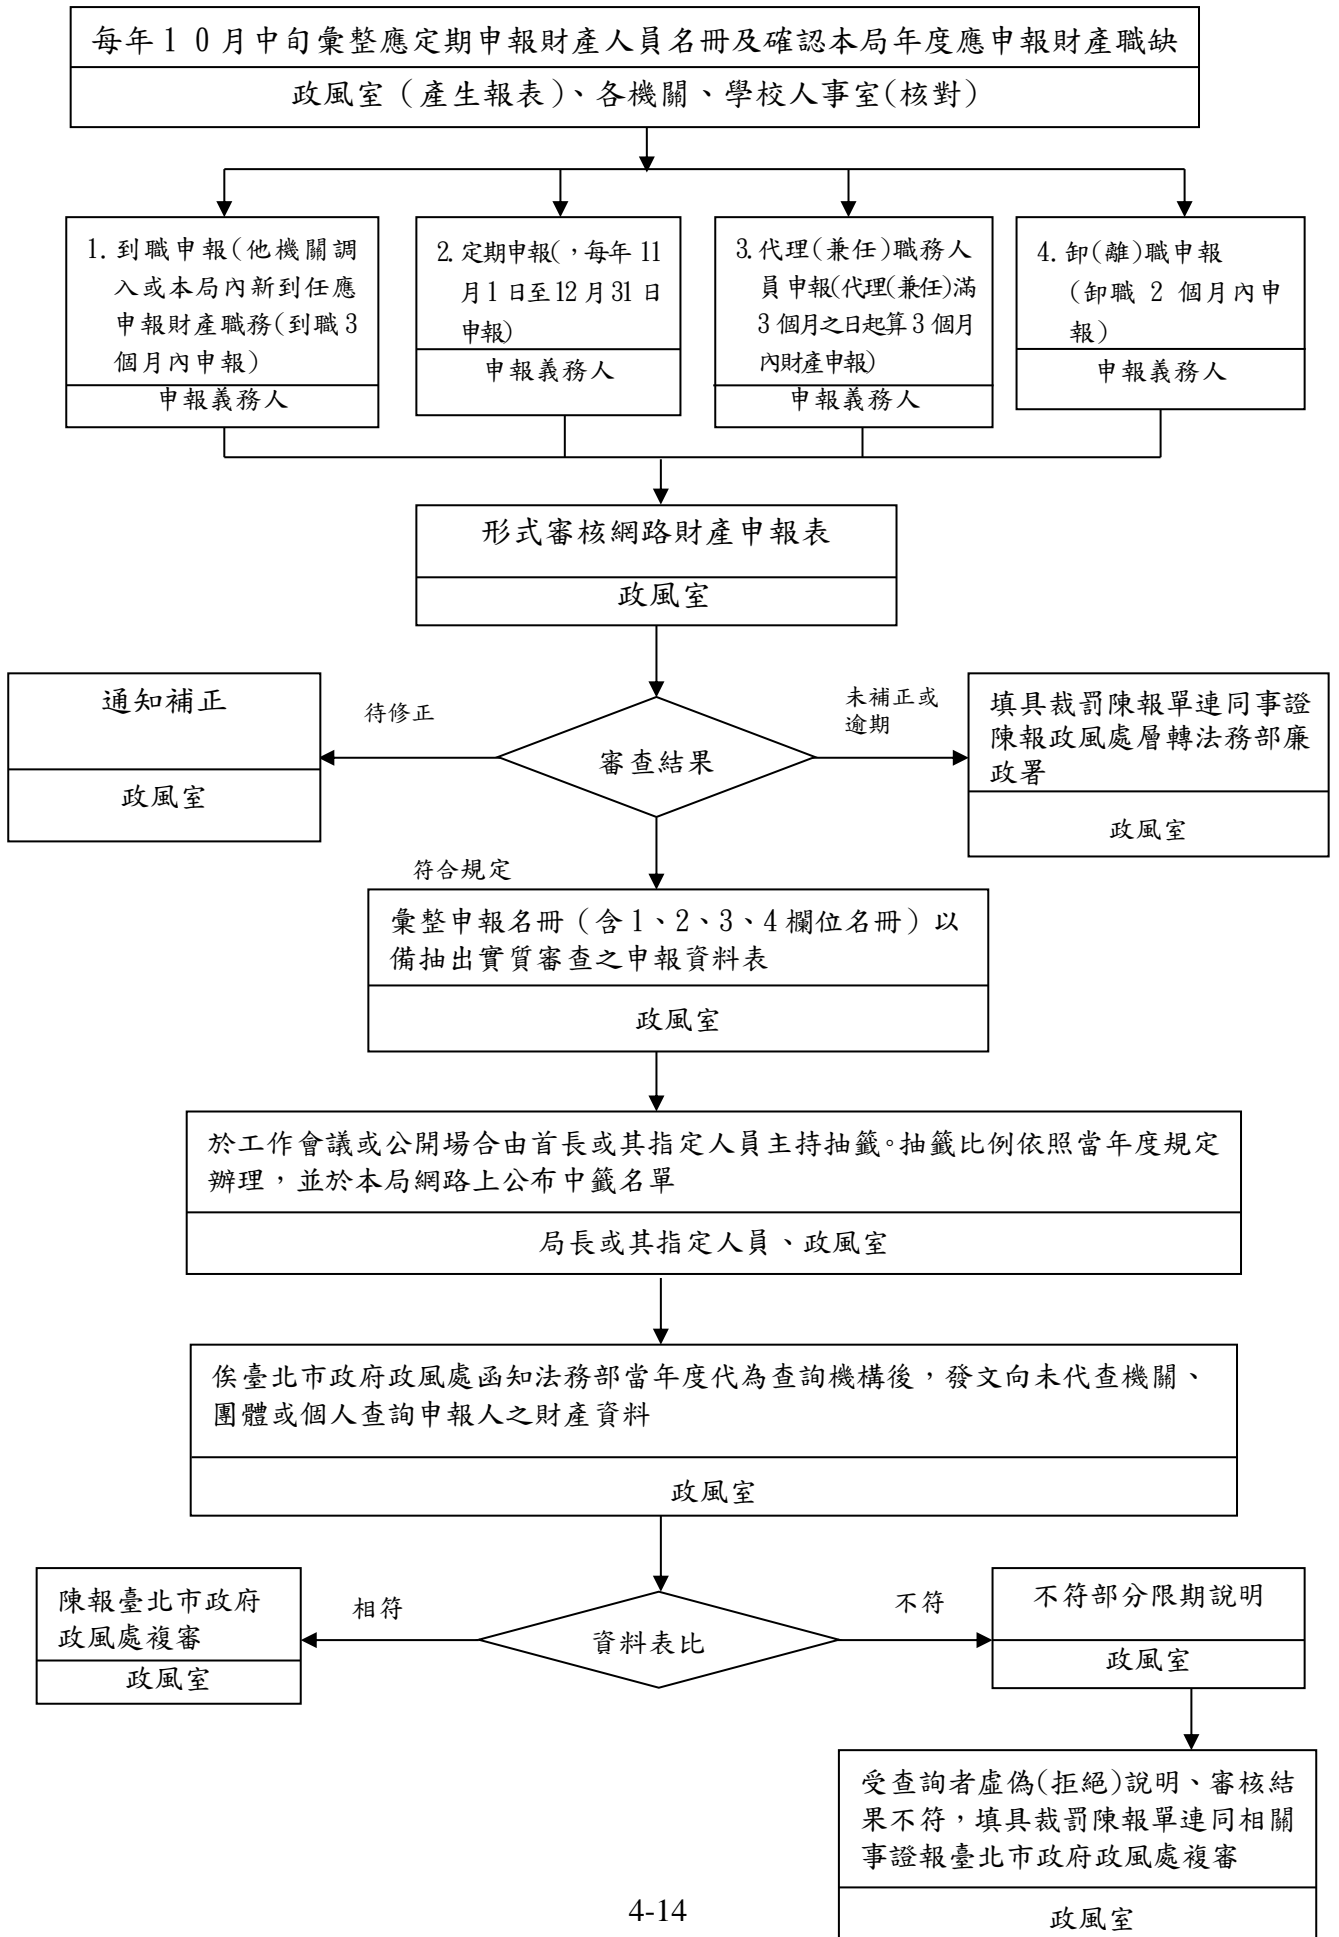 每年10月中旬彙整應定期申報財產人員名冊及確認本局年度應申報財產職缺
政風室（產生報表）、各機關、學校人事室(核對)
1. 到職申報(他機關調
入或本局內新到任應
申報財產職務(到職3
個月內申報)
申報義務人
2. 定期申報(，每年11
月1日至12月31日
申報)
申報義務人
3. 代理(兼任)職務人
員申報(代理(兼任)滿
3個月之日起算3個月
內財產申報)
申報義務人
4. 卸(離)職申報
(卸職 2 個月內申
報)
申報義務人
形式審核網路財產申報表
政風室
通知補正
政風室
待修正
審查結果
未補正或
逾期
填具裁罰陳報單連同事證
陳報政風處層轉法務部廉
政署
政風室
符合規定
彙整申報名冊（含1、2、3、4欄位名冊）以
備抽出實質審查之申報資料表
政風室
於工作會議或公開場合由首長或其指定人員主持抽籤。抽籤比例依照當年度規定
辦理，並於本局網路上公布中籤名單
局長或其指定人員、政風室
俟臺北市政府政風處函知法務部當年度代為查詢機構後，發文向未代查機關、
團體或個人查詢申報人之財產資料
政風室
陳報臺北市政府
政風處複審
政風室
相符
資料表比
不符
不符部分限期說明
政風室
受查詢者虛偽(拒絕)說明、審核結
果不符，填具裁罰陳報單連同相關
事證報臺北市政府政風處複審
政風室
4-14